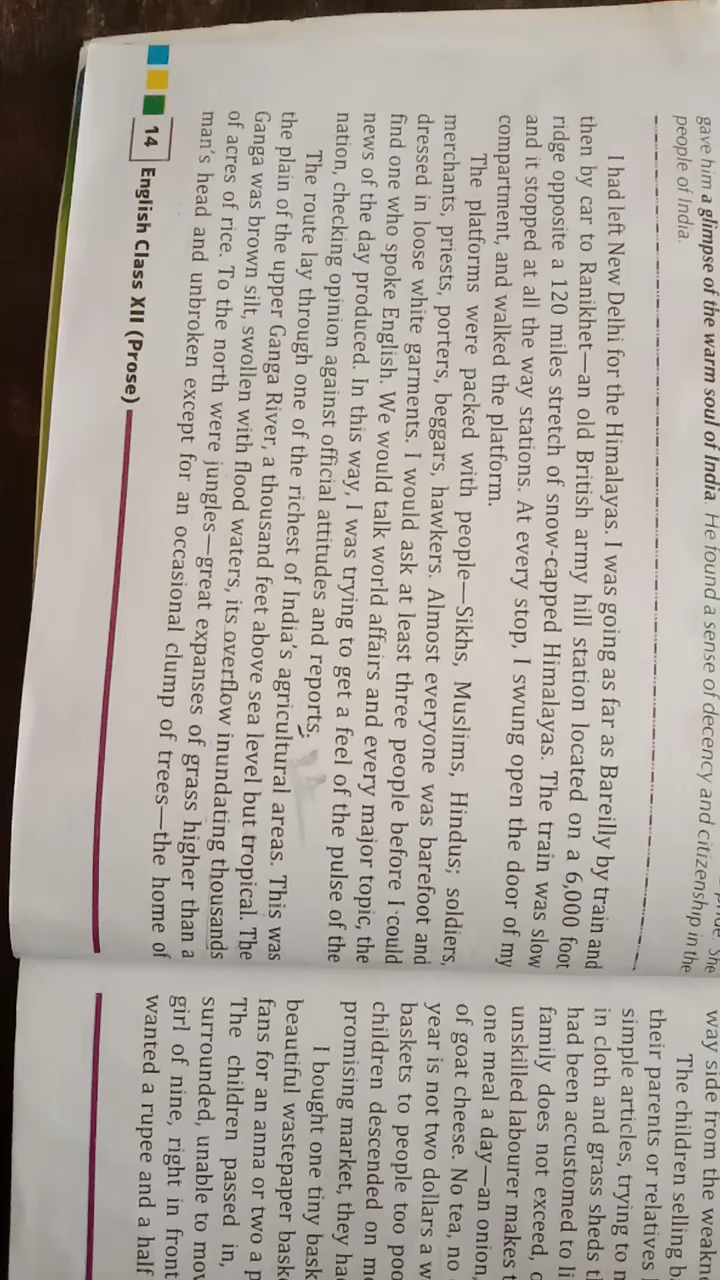 gave him a glimpse of the warm soul of India. He found a sense of decency and citizenship in the
people of India.
I had left New Delhi for the Himalayas. I was going as far as Bareilly by train and
then by car to Ranikhet—an old British army hill station located on a 6,000 foot
ridge opposite a 120 miles stretch of snow-capped Himalayas. The train was slow
and it stopped at all the way stations. At every stop, I swung open the door of my
compartment, and walked the platform.
The platforms were packed with people—Sikhs, Muslims, Hindus; soldiers,
merchants, priests, porters, beggars, hawkers. Almost everyone was barefoot and
dressed in loose white garments. I would ask at least three people before I could
find one who spoke English. We would talk world affairs and every major topic, the
news of the day produced. In this way, I was trying to get a feel of the pulse of the
nation, checking opinion against official attitudes and reports.
The route lay through one of the richest of India's agricultural areas. This was
the plain of the upper Ganga River, a thousand feet above sea level but tropical. The
Ganga was brown silt, swollen with flood waters, its overflow inundating thousands
of acres of rice. To the north were jungles—great expanses of grass higher than a
man's head and unbroken except for an occasional clump of trees—the home of
14 English Class XII (Prose)
way side from the weakn
The children selling b
their parents or relatives
simple articles, trying to
in cloth and grass sheds
had been accustomed to li
family does not exceed,
unskilled labourer makes
one meal a day—an onion,
of goat cheese. No tea, no
year is not two dollars a w
baskets to people too poo
children descended on m
promising market, they ha
I bought one tiny bask
beautiful wastepaper bask
fans for an anna or two a p
The children passed in,
surrounded, unable to mov
girl of nine, right in front
wanted a rupee and a half